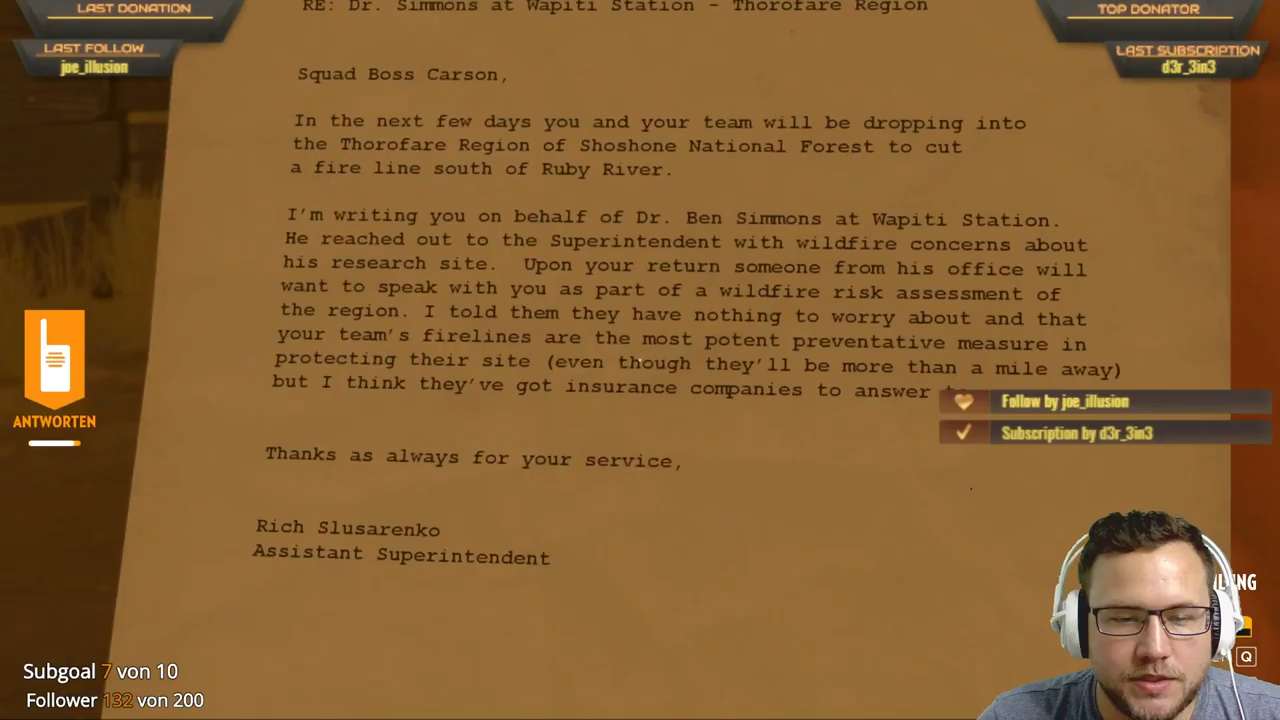 LAST DONATION
TOP DONATOR
LAST FOLLOW
joe_illusion
LAST SUBSCRIPTION
d3r_3in3
RE: Dr. Simmons at Wapiti Station - Thorofare Region
Squad Boss Carson,
In the next few days you and your team will be dropping into
the Thorofare Region of Shoshone National Forest to cut
a fire line south of Ruby River.
I'm writing you on behalf of Dr. Ben Simmons at Wapiti Station.
He reached out to the Superintendent with wildfire concerns about
his research site. Upon your return someone from his office will
want to speak with you as part of a wildfire risk assessment of
the region. I told them they have nothing to worry about and that
your team's firelines are the most potent preventative measure in
protecting their site (even though they'll be more than a mile away)
but I think they've got insurance companies to answer
Follow by joe_illusion
Subscription by d3r_3in3
ANTWORTEN
Thanks as always for your service,
Rich Slusarenko
Assistant Superintendent
Q
Subgoal 7 von 10
Follower 132 von 200